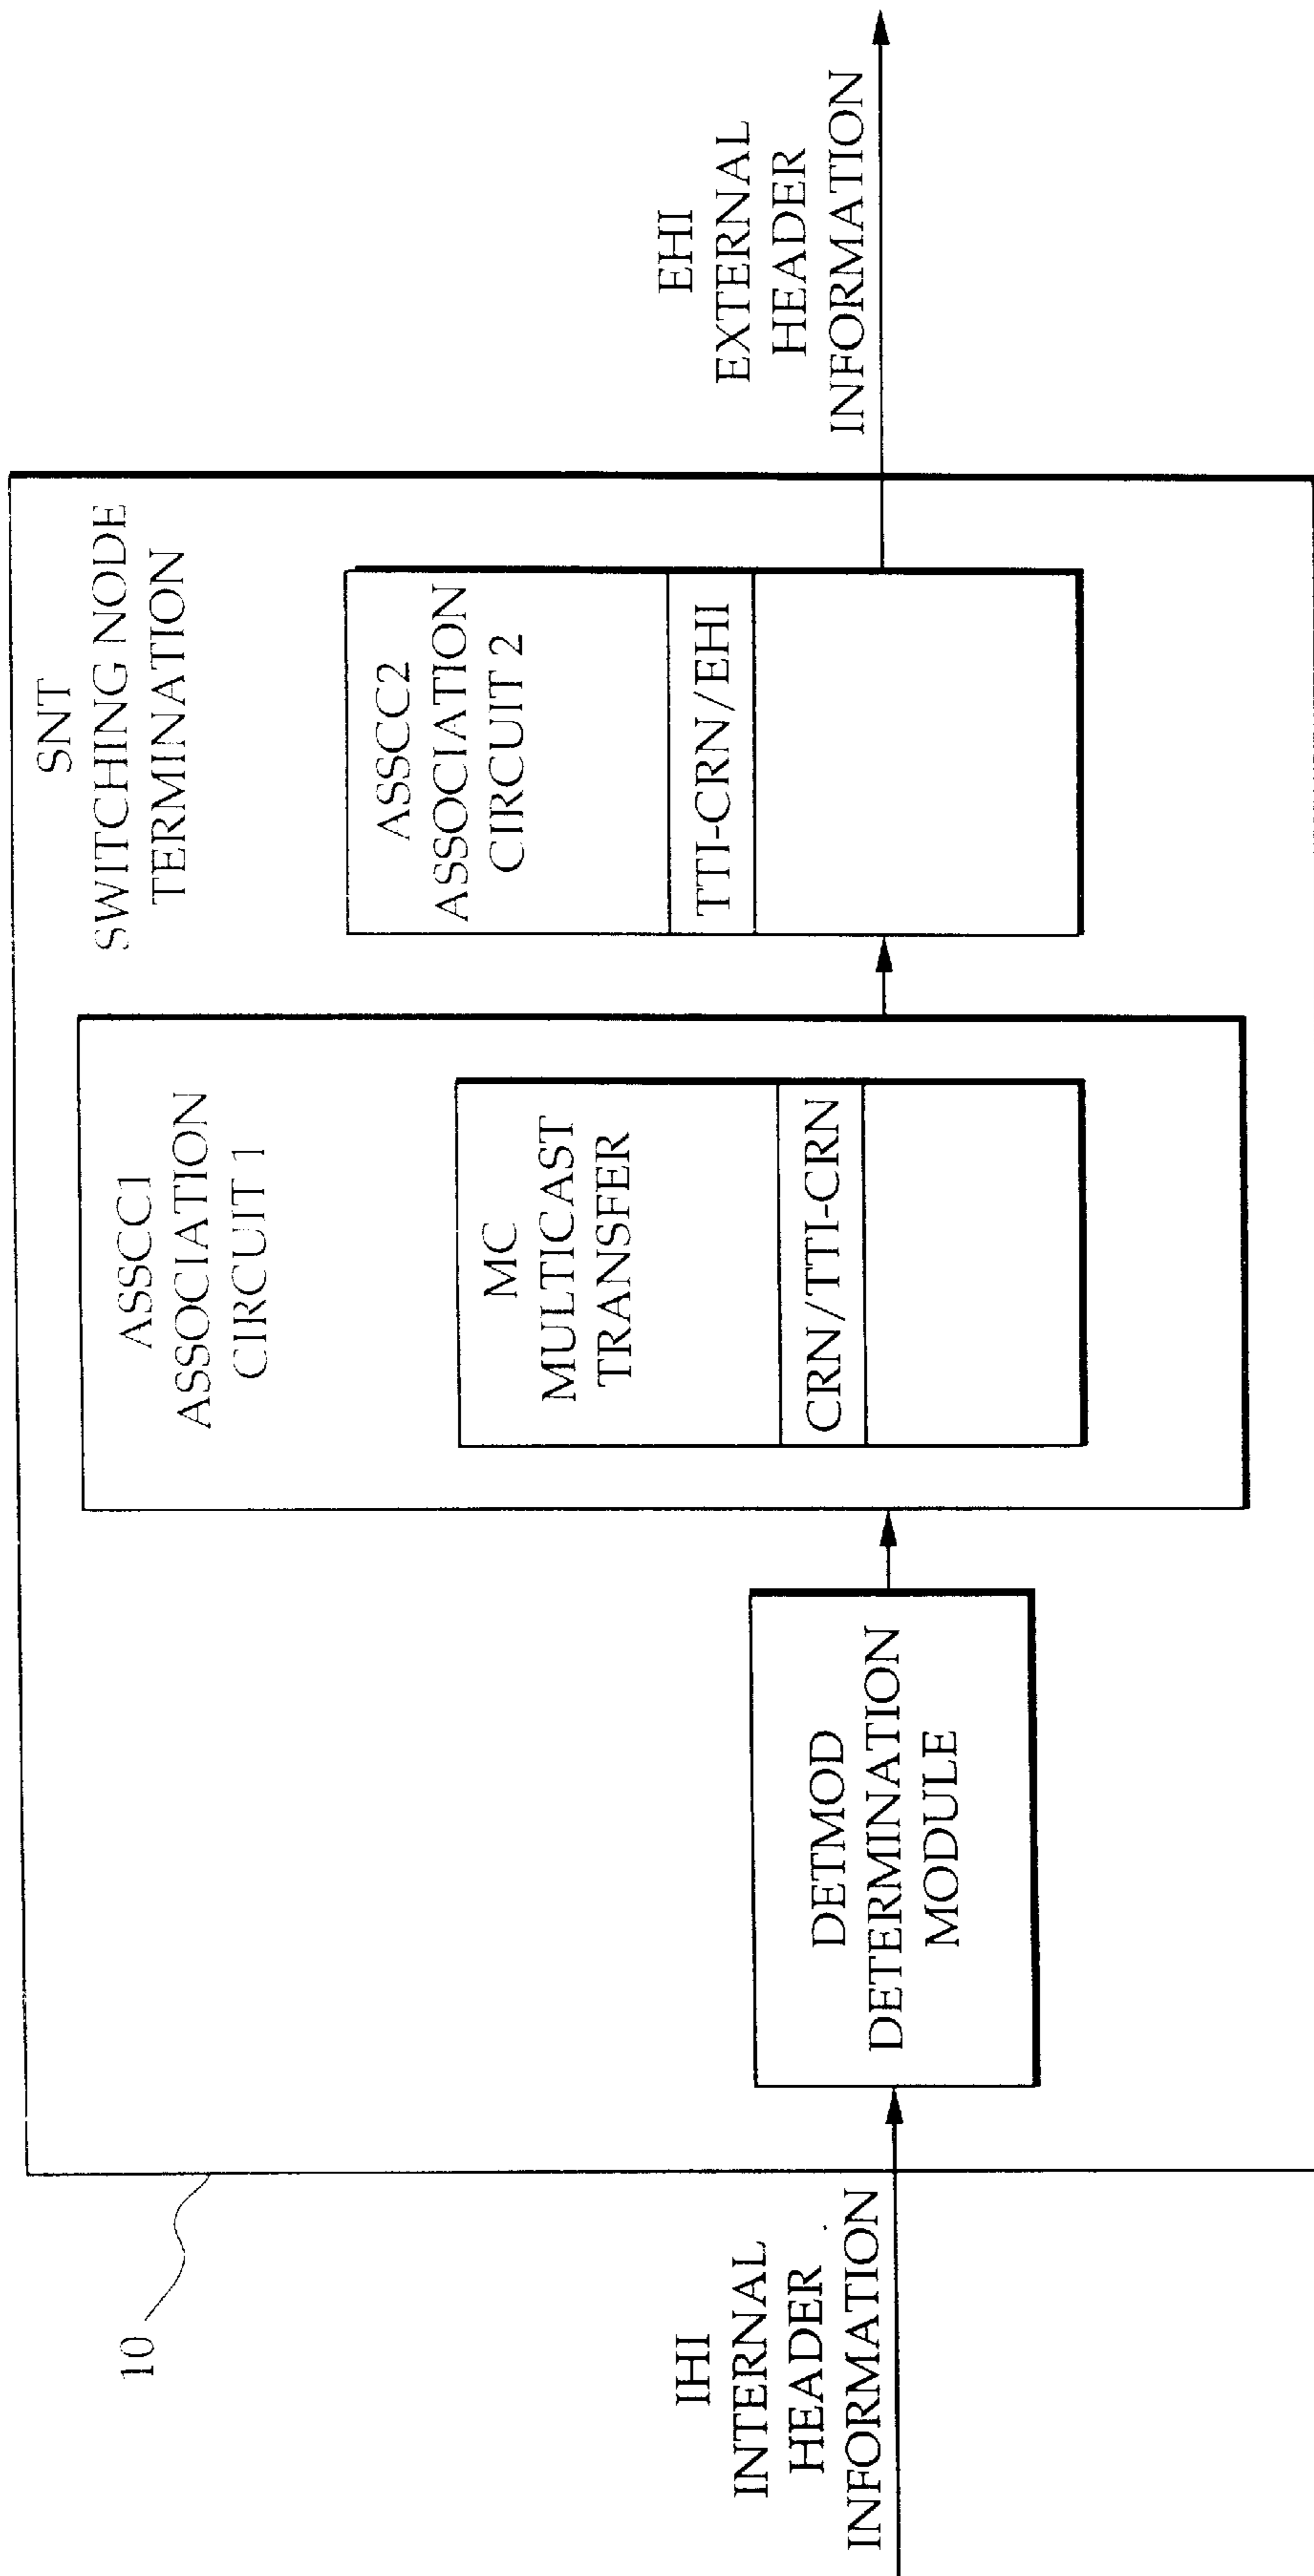 10
SNT
SWITCHING NODE
TERMINATION
IHI
INTERNAL
HEADER
INFORMATION
DETMOD
DETERMINATION
MODULE
ASSCC1
ASSOCIATION
CIRCUIT 1
MC
MULTICAST
TRANSFER
CRN/TTI-CRN
ASSCC2
ASSOCIATION
CIRCUIT 2
TTI-CRN/EHI
EHI
EXTERNAL
HEADER
INFORMATION